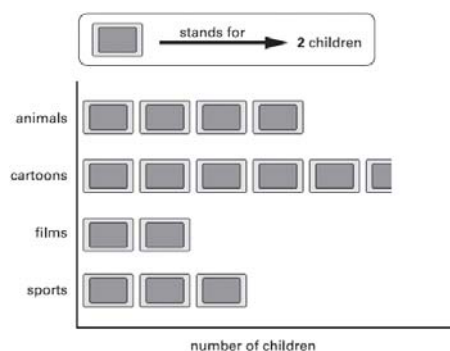 stands for
2 children
animals
cartoons
films
sports
number of children